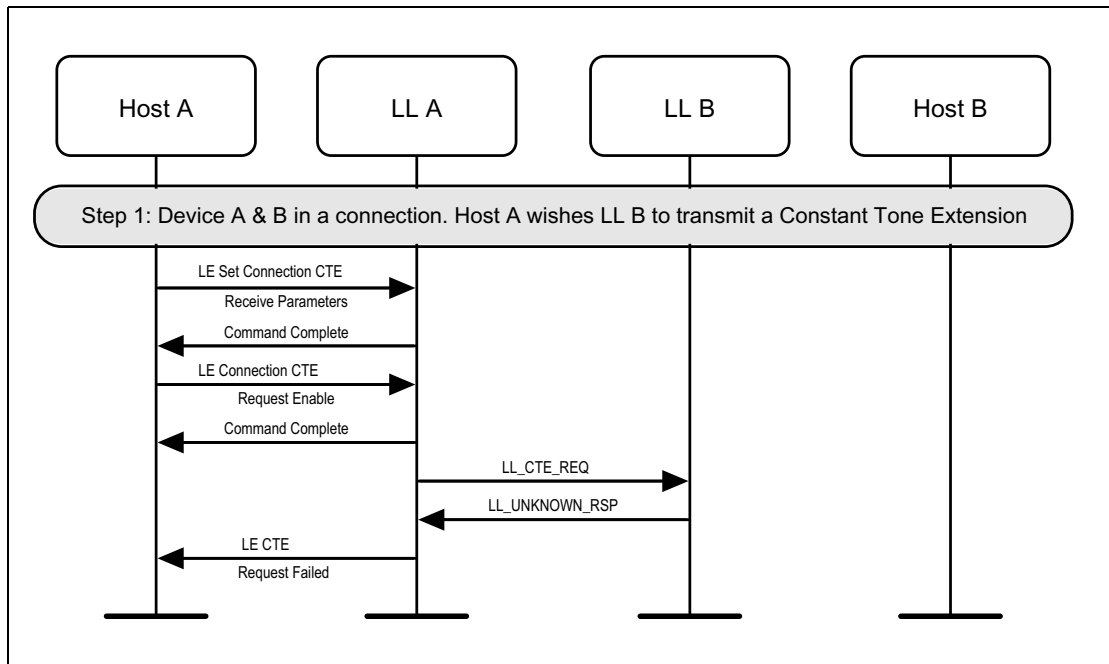 Host A
LL A
LL B
Host B
Step 1: Device A & B in a connection. Host A wishes LL B to transmit a Constant Tone Extension
LE Set Connection CTE
Receive Parameters
Command Complete
LE Connection CTE
Request Enable
Command Complete
LL_CTE_REQ
LL_UNKNOWN_RSP
LE CTE
Request Failed